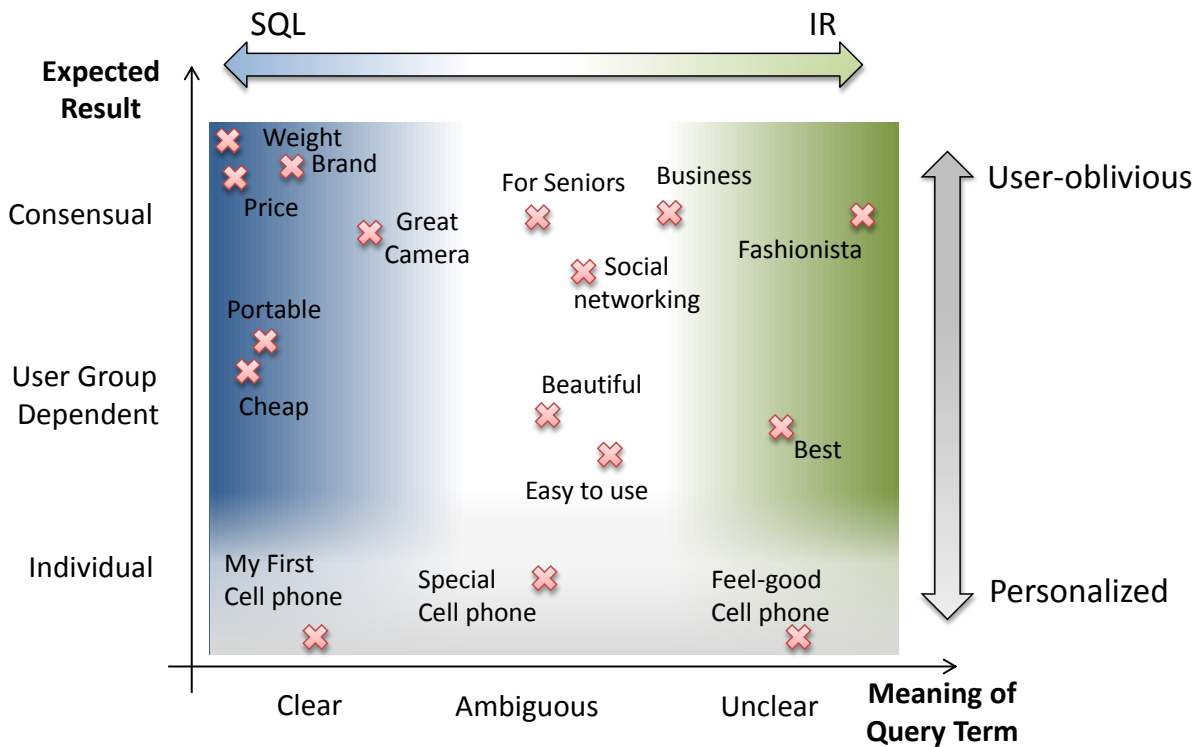 SQL
IR
Expected
Result
Weight
Brand
Price
User-oblivious
Consensual
For Seniors
Business
Great
Camera
Fashionista
Social
networking
Portable
User Group
Dependent
Cheap
Beautiful
Best
Easy to use
Individual
My First
Cell phone
Special
Cell phone
Feel-good
Cell phone
Personalized
Clear
Ambiguous
Unclear
Meaning of
Query Term